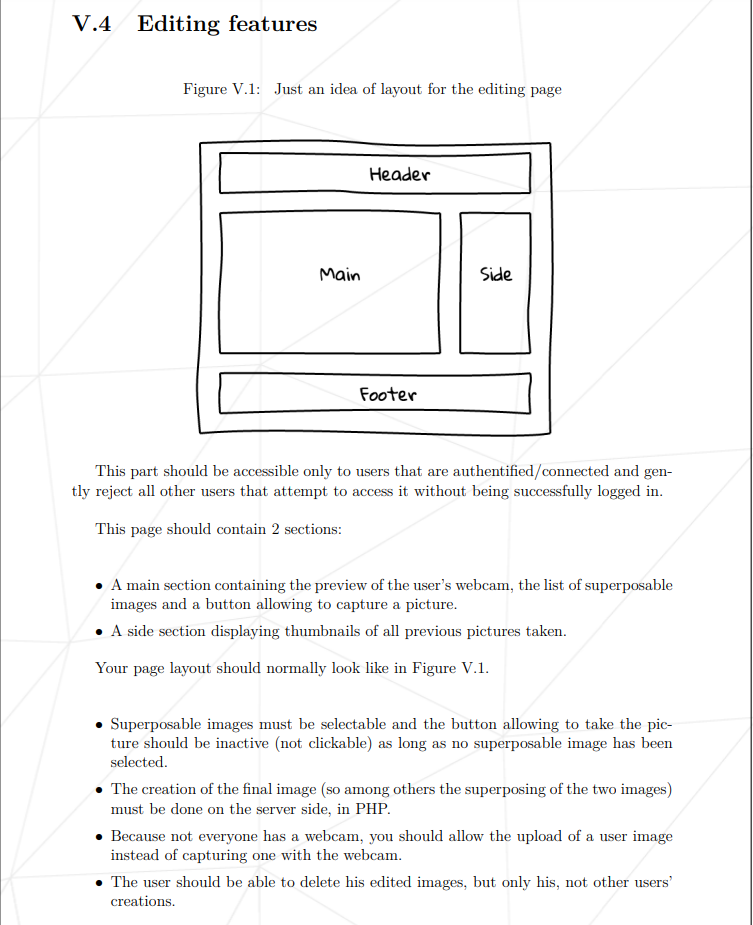 V.4 Editing features
Figure V.1: Just an idea of layout for the editing page
Header
Main
Side
Footer
This part should be accessible only to users that are authentified/connected and gen-
tly reject all other users that attempt to access it without being successfully logged in.
This page should contain 2 sections:
• A main section containing the preview of the user's webcam, the list of superposable
images and a button allowing to capture a picture.
• A side section displaying thumbnails of all previous pictures taken.
Your page layout should normally look like in Figure V.1.
• Superposable images must be selectable and the button allowing to take the pic-
ture should be inactive (not clickable) as long as no superposable image has been
selected.
• The creation of the final image (so among others the superposing of the two images)
must be done on the server side, in PHP.
• Because not everyone has a webcam, you should allow the upload of a user image
instead of capturing one with the webcam.
• The user should be able to delete his edited images, but only his, not other users'
creations.